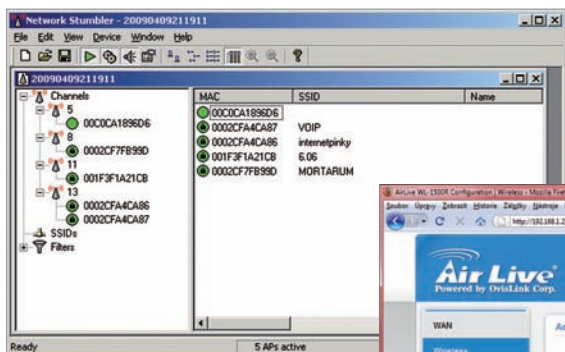 Network Stumbler - 20090409211911
File Edit View Device Window Help
20090409211911
Channels
5
00C0CA1896D6
8
0002CF7FB99D
11
001F3F1A21CB
13
0002CFA4CA86
0002CFA4CA87
SSIDs
Filters
MAC SSID Name
00C0CA1896D6
0002CFA4CA87 VOIP
0002CFA4CA86 internetpinky
001F3F1A21CB 6.06
0002CF7FB99D MORTARUM
Ready 5 APs active
AirLive WL-1500R Configuration | Wireless - Mozilla Fire
Soubor Úpravy Zobrazit Historie Záložky Nástroje
http://192.168.1.2
Air Live
Powered by OvisLink Corp.
WAN
Wireless